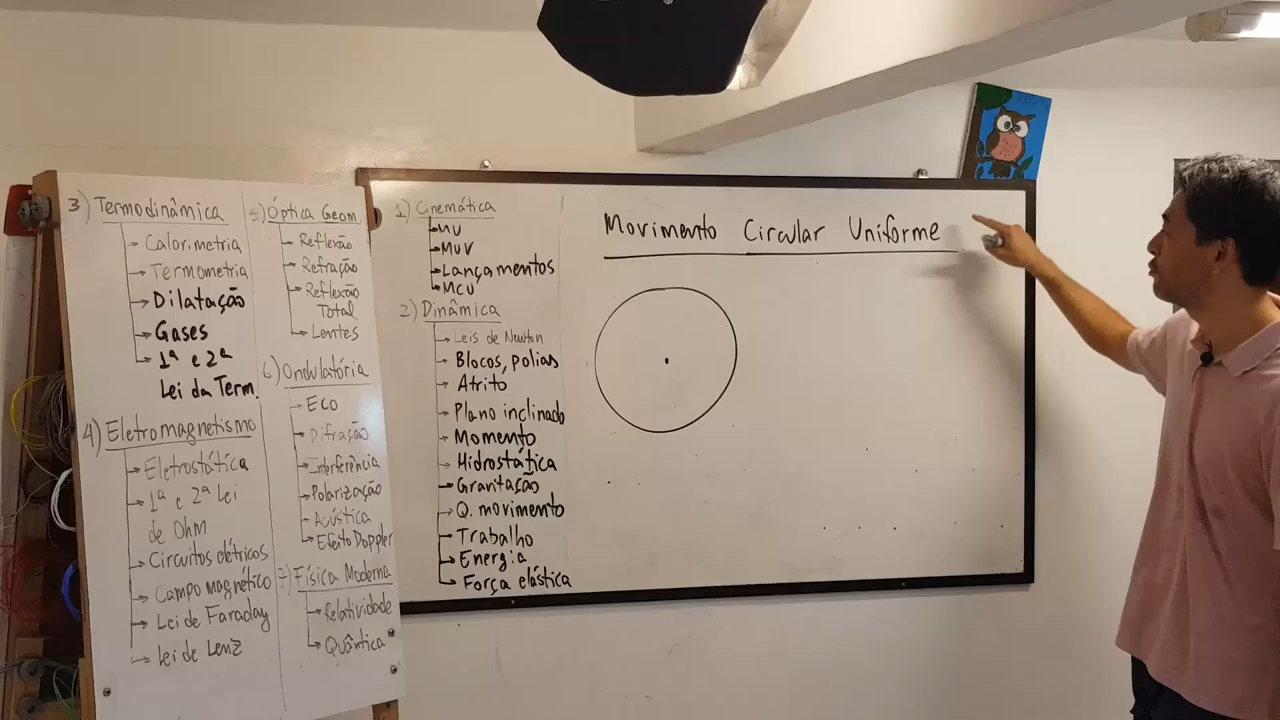 3) Termodinâmica
Calorimetria
Termometria
Dilatação
Gases
1ª e 2ª
Lei da Term.
4) Eletromagnetismo
Eletrostática
1ª e 2ª Lei
de Ohm
Circuitos elétricos
Campo magnético
Lei de Faraday
Lei de Lenz
5) Óptica Geom.
Reflexão
Refração
Reflexão
Total
Lentes
6) Ondulatória
Eco
Difração
Interferência
Polarização
Acústica
Efeito Doppler
7) Física Moderna
Relatividade
Quântica
1) Cinemática
MU
MUV
Lançamentos
MCU
2) Dinâmica
Leis de Newton
Blocos, polias
Atrito
Plano inclinado
Momento
Hidrostática
Gravitação
Q. movimento
Trabalho
Energia
Força elástica
Movimento Circular Uniforme